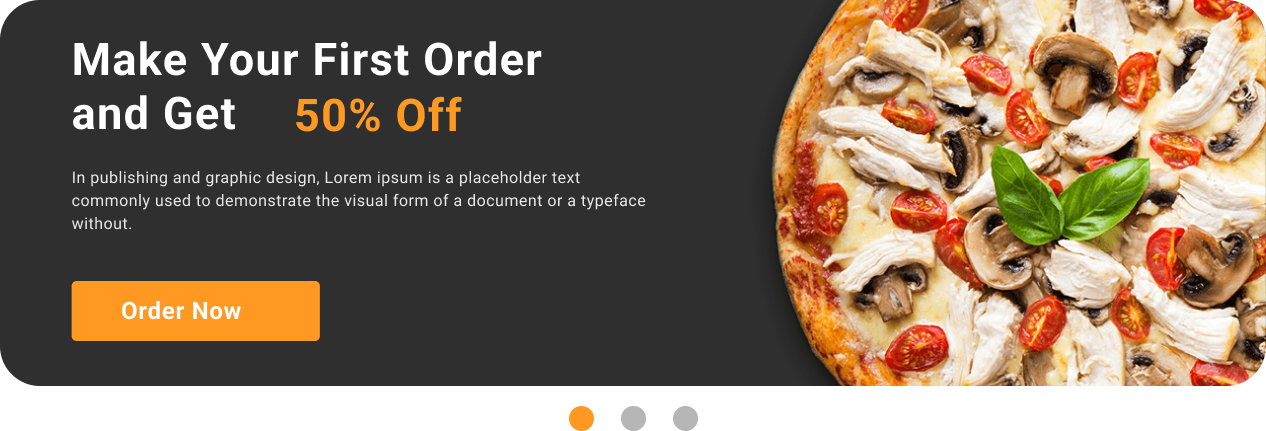 Make Your First Order
and Get 50% Off
In publishing and graphic design, Lorem ipsum is a placeholder text
commonly used to demonstrate the visual form of a document or a typeface
without.
Order Now